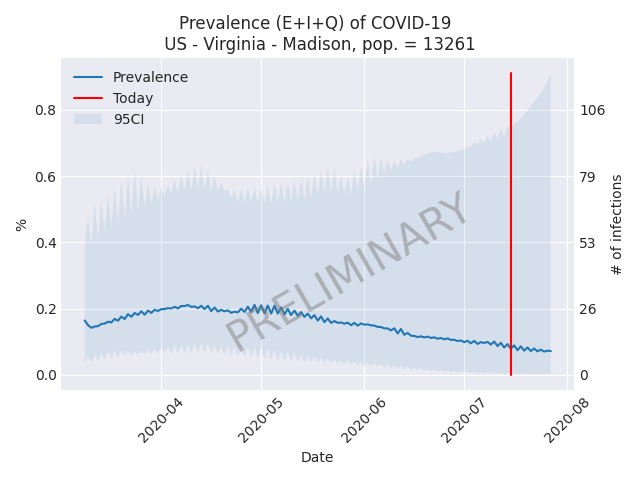 Prevalence (E+I+Q) of COVID-19
US - Virginia - Madison, pop. = 13261
Prevalence
Today
95CI
PRELIMINARY
%
0.8
0.6
0.4
0.2
0.0
106
79
53
26
0
# of infections
2020-04
2020-05
2020-06
2020-07
2020-08
Date